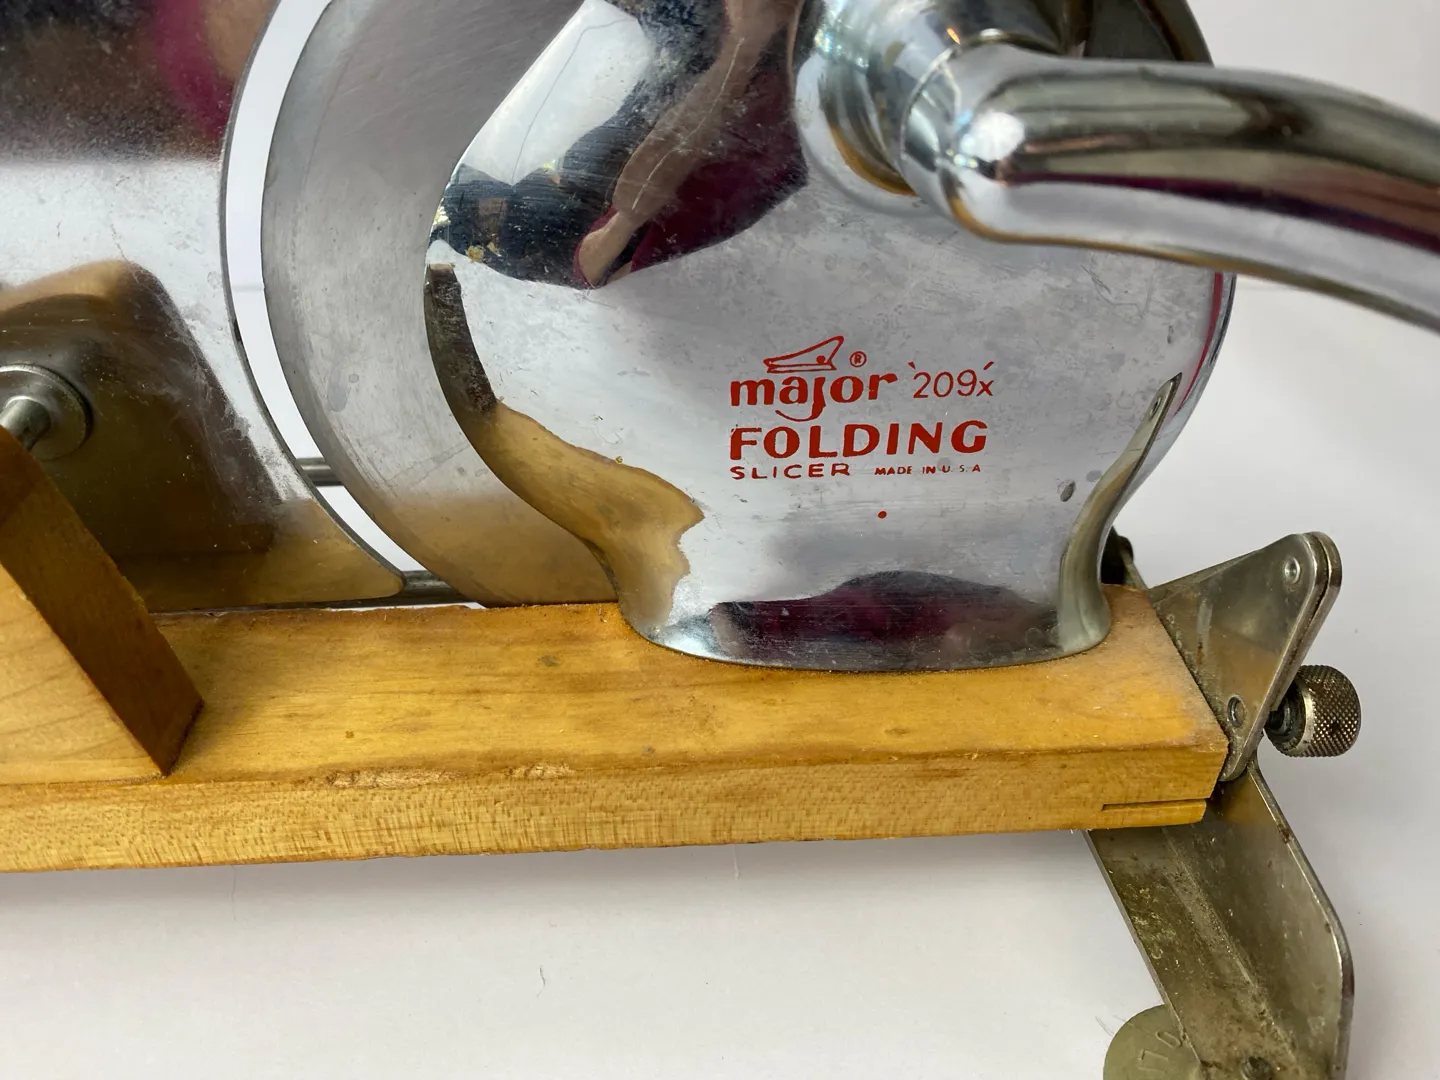 major® '209x'
FOLDING
SLICER MADE IN U.S.A